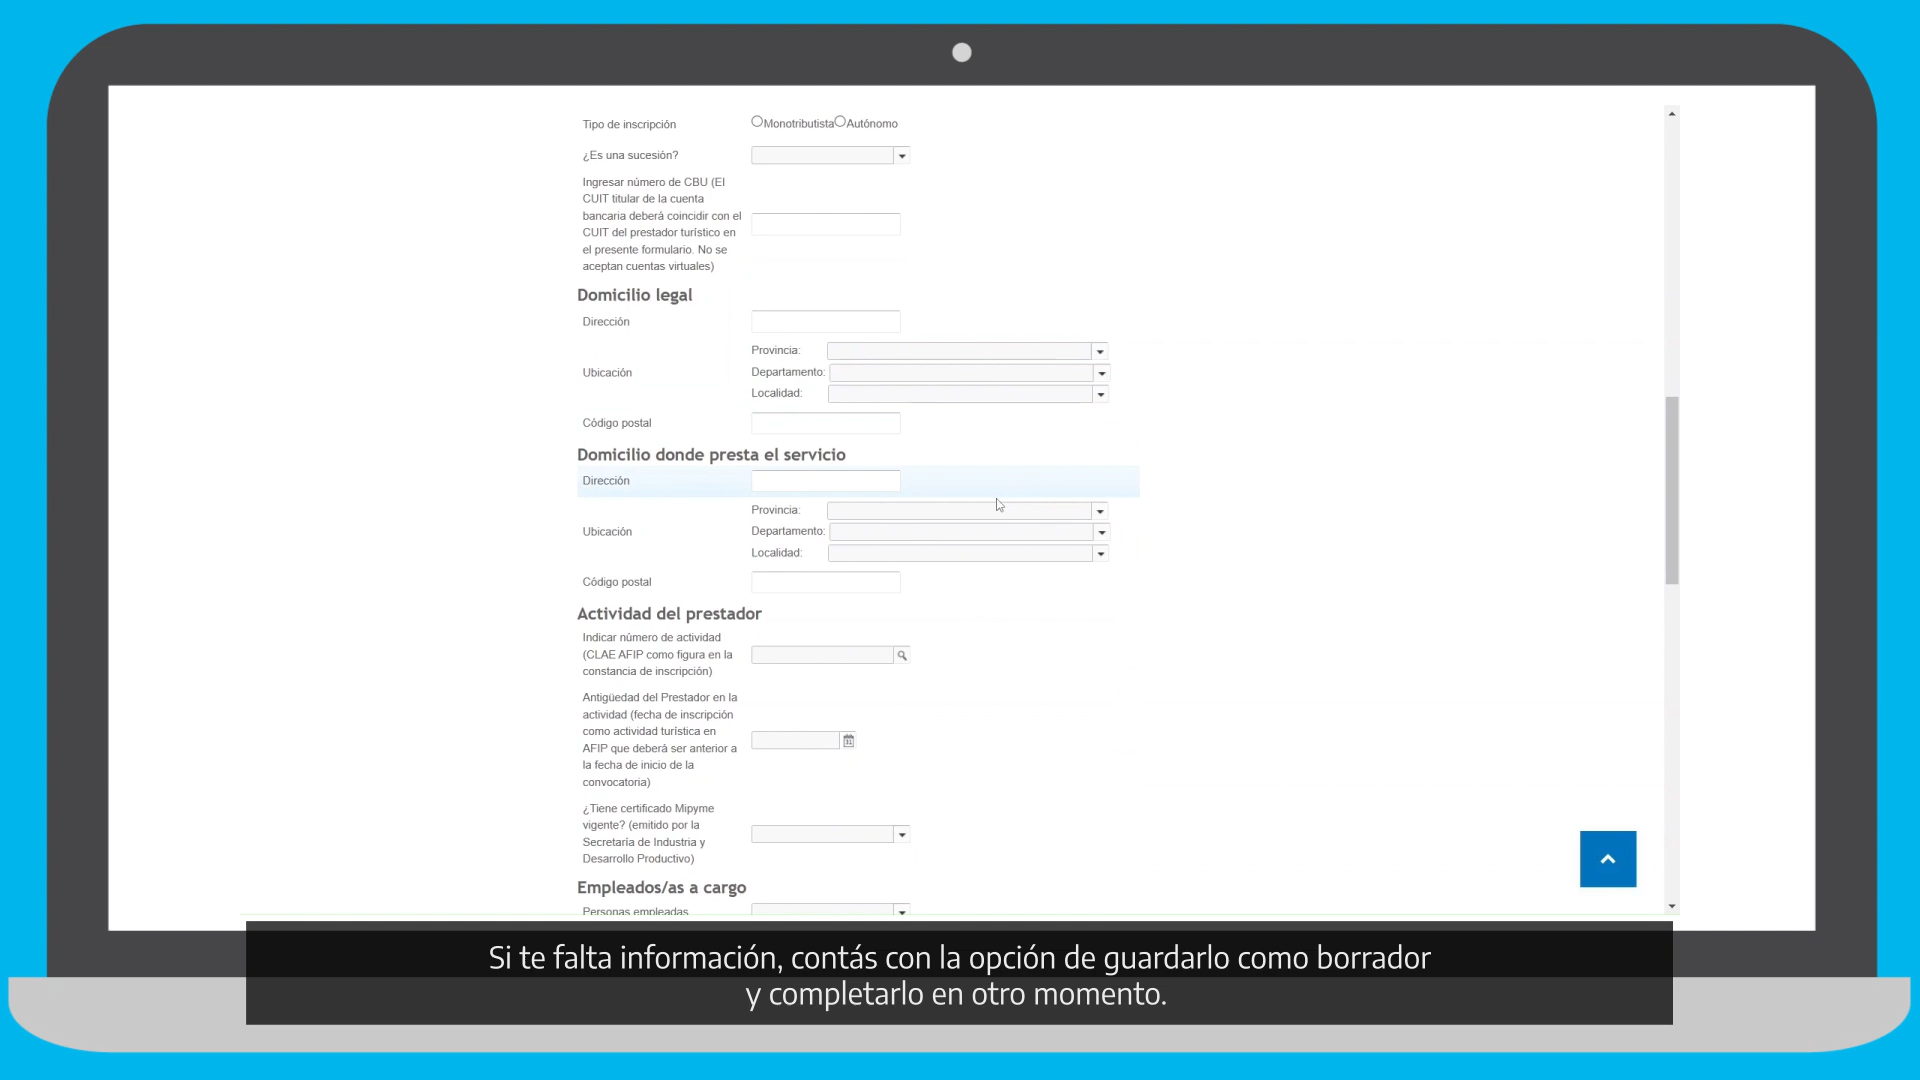 Tipo de inscripción
Monotributista Autónomo
¿Es una sucesión?
Ingresar número de CBU (El
CUIT titular de la cuenta
bancaria deberá coincidir con el
CUIT del prestador turístico en
el presente formulario. No se
aceptan cuentas virtuales)
Domicilio legal
Dirección
Provincia:
Ubicación
Departamento:
Localidad:
Código postal
Domicilio donde presta el servicio
Dirección
Provincia:
Ubicación
Departamento:
Localidad:
Código postal
Actividad del prestador
Indicar número de actividad
(CLAE AFIP como figura en la
constancia de inscripción)
Antigüedad del Prestador en la
actividad (fecha de inscripción
como actividad turística en
AFIP que deberá ser anterior a
la fecha de inicio de la
convocatoria)
¿Tiene certificado Mipyme
vigente? (emitido por la
Secretaría de Industria y
Desarrollo Productivo)
Empleados/as a cargo
Personas empleadas
Si te falta información, contás con la opción de guardarlo como borrador
y completarlo en otro momento.